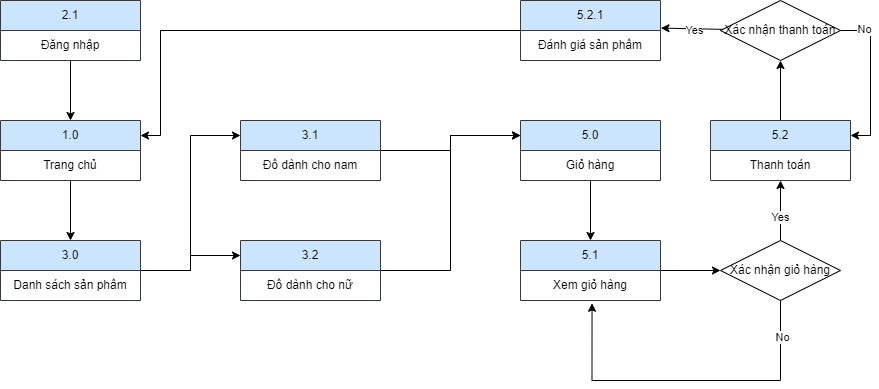 2.1
Đăng nhập
5.2.1
Đánh giá sản phẩm
Yes
Xác nhận thanh toán
No
1.0
Trang chủ
3.1
Đồ dành cho nam
5.0
Giỏ hàng
5.2
Thanh toán
Yes
3.0
Danh sách sản phẩm
3.2
Đồ dành cho nữ
5.1
Xem giỏ hàng
Xác nhận giỏ hàng
No